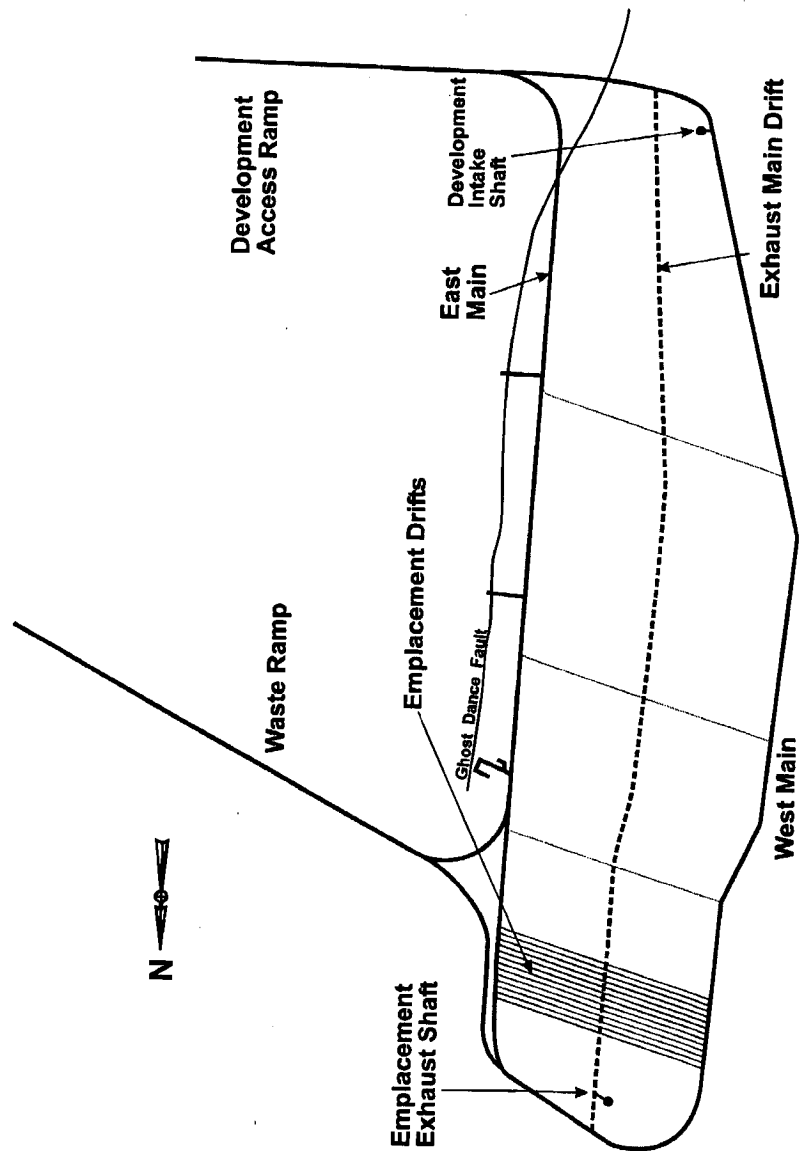 Development
Access Ramp
Development
Intake
Shaft
East
Main
Exhaust Main Drift
Waste Ramp
Emplacement Drifts
Ghost Dance Fault
N
Emplacement
Exhaust Shaft
West Main